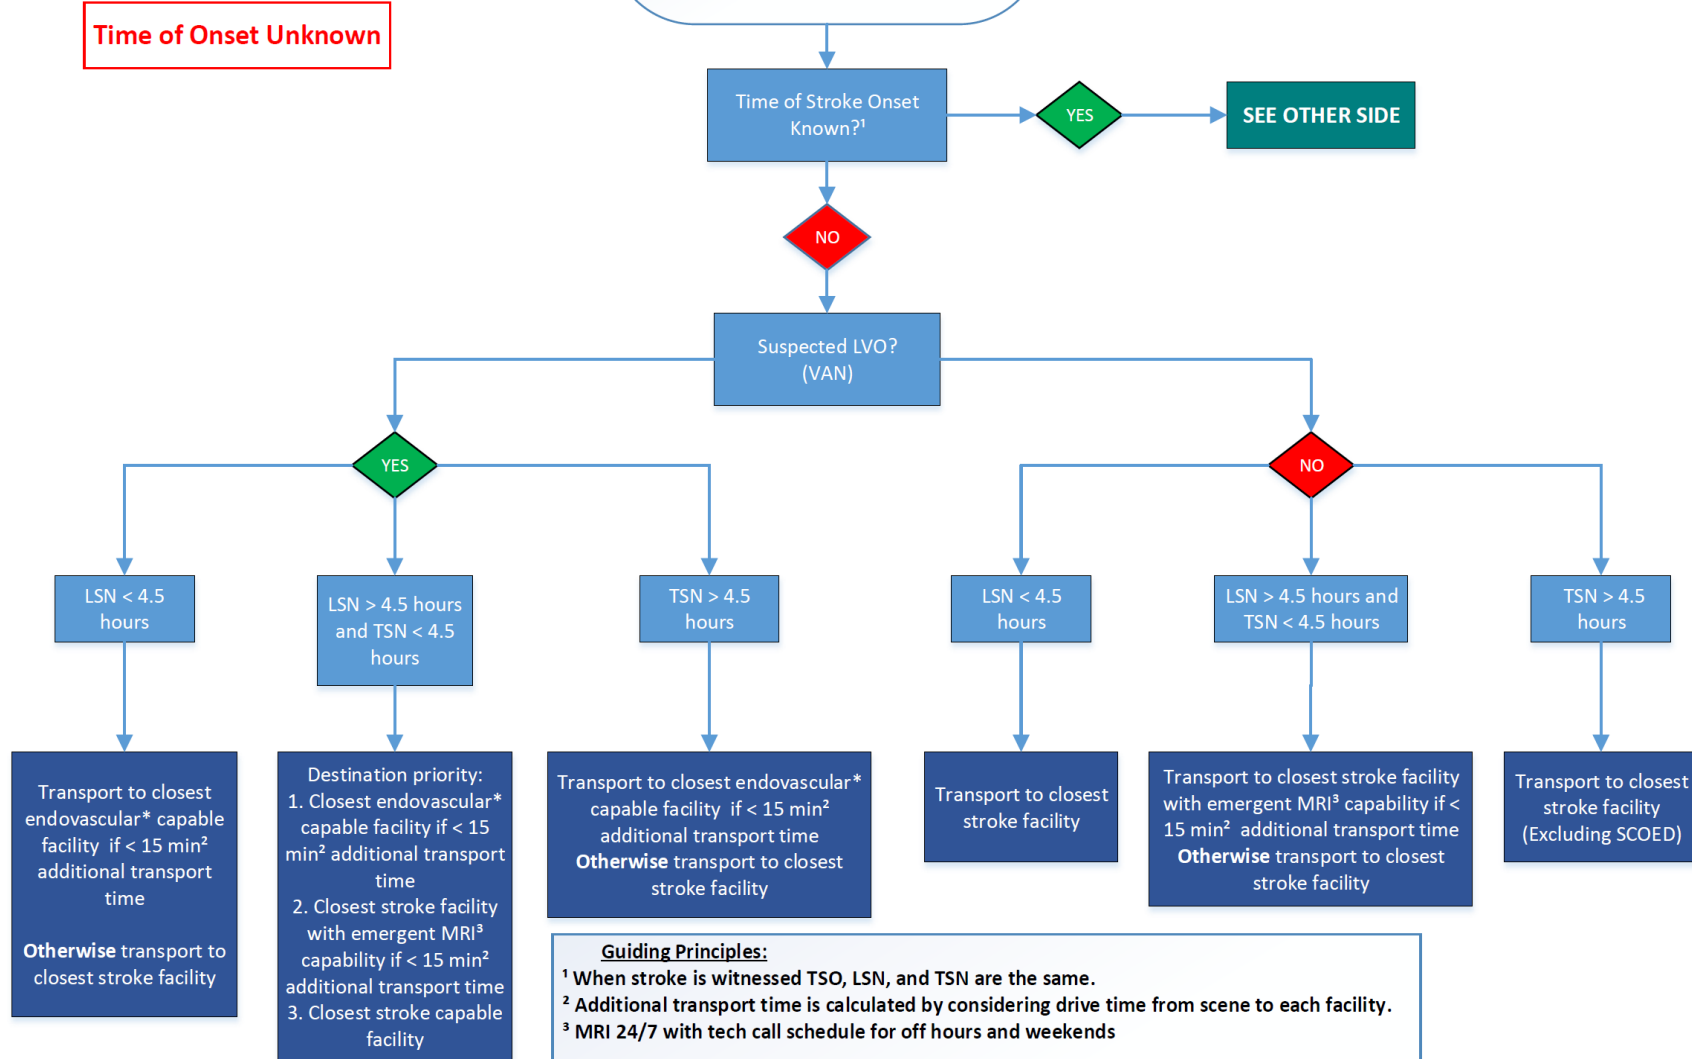 Time of Onset Unknown
Time of Stroke Onset
Known?¹
YES
SEE OTHER SIDE
NO
Suspected LVO?
(VAN)
YES
NO
LSN < 4.5
hours
LSN > 4.5 hours
and TSN < 4.5
hours
TSN > 4.5
hours
LSN < 4.5
hours
LSN > 4.5 hours and
TSN < 4.5 hours
TSN > 4.5
hours
Transport to closest
endovascular* capable
facility if < 15 min²
additional transport
time
Otherwise transport to
closest stroke facility
Destination priority:
1. Closest endovascular*
capable facility if < 15
min² additional transport
time
2. Closest stroke facility
with emergent MRI³
capability if < 15 min²
additional transport time
3. Closest stroke capable
facility
Transport to closest endovascular*
capable facility if < 15 min²
additional transport time
Otherwise transport to closest
stroke facility
Transport to closest
stroke facility
Transport to closest stroke facility
with emergent MRI³ capability if <
15 min² additional transport time
Otherwise transport to closest
stroke facility
Transport to closest
stroke facility
(Excluding SCOED)
Guiding Principles:
¹ When stroke is witnessed TSO, LSN, and TSN are the same.
² Additional transport time is calculated by considering drive time from scene to each facility.
³ MRI 24/7 with tech call schedule for off hours and weekends